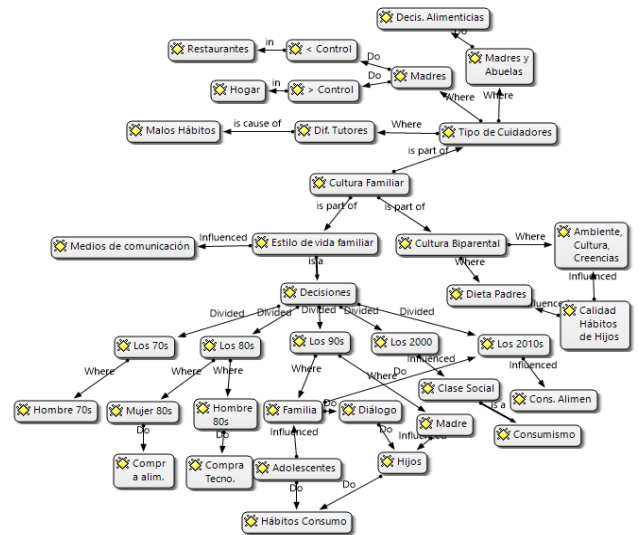 Decis. Alimenticias
Do
Restaurantes
in
< Control
Do
Madres y
Abuelas
Hogar
in
> Control
Do
Madres
Where
Where
Malos Hábitos
is cause of
Dif. Tutores
Where
Tipo de Cuidadores
is part of
Cultura Familiar
is part of
is part of
Medios de comunicación
Influenced
Estilo de vida familiar
Cultura Biparental
Where
Ambiente,
Cultura,
Creencias
is a
Where
Influenced
Decisiones
Dieta Padres
Influenced
Calidad
Hábitos
de Hijos
Divided
Divided
Divided
Divided
Divided
Los 70s
Los 80s
Los 90s
Los 2000
Los 2010s
Where
Where
Where
Where
Where
Do
Influenced
Influenced
Hombre 70s
Mujer 80s
Hombre
80s
Familia
Do
Diálogo
Clase Social
Cons. Alimen
Do
Do
Influenced
Do
Influenced
Madre
is a
Consumismo
Compr
a alim.
Compra
Tecno.
Adolescentes
Hijos
Do
Do
Hábitos Consumo